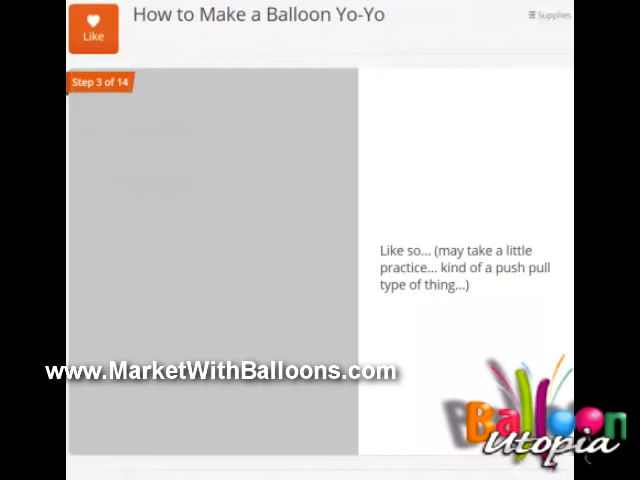 Like
How to Make a Balloon Yo-Yo
Supplies
Step 3 of 14
Like so... (may take a little
practice... kind of a push pull
type of thing...)
www.MarketWithBalloons.com
Balloon
Utopia